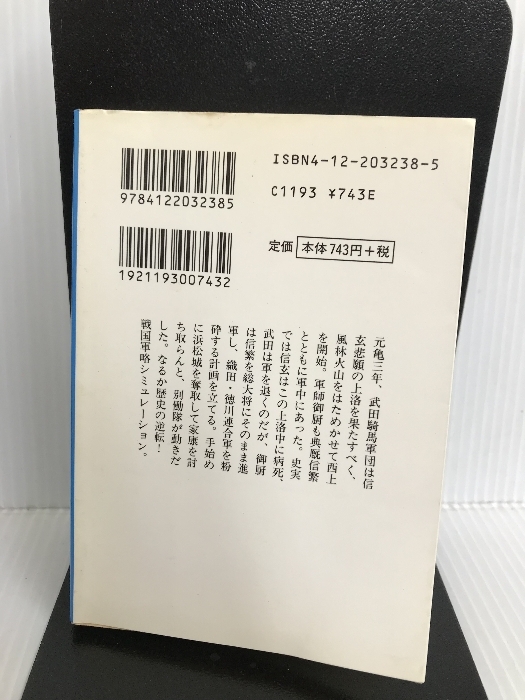 ISBN4-12-203238-5
C1193 ¥743E
9784122032385
定価 本体743円+税
1921193007432
元亀三年、武田騎馬軍団は信
玄悲願の上洛を果たすべく、
風林火山をはためかせて西上
を開始。軍師御厨も典厩信繁
とともに軍中にあった。史実
では信玄はこの上洛中に病死、
武田は軍を退くのだが、御厨
は信繁を総大将にそのまま進
軍し、織田・徳川連合軍を粉
砕する計画を立てる。手始め
に浜松城を奪取して家康を討
ち取らんと、別働隊が動きだ
した。なるか歴史の逆転！
戦国軍略シミュレーション。